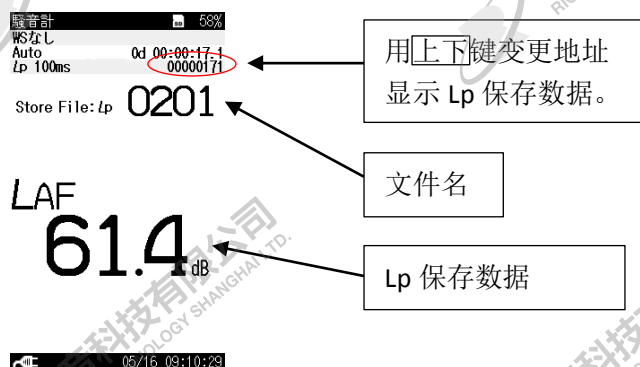 騒音計 58%
WSなし
Auto 0d 00:00:17.1
Lp 100ms 00000171
Store File:Lp 0201
LAF
61.4 dB
05/16 09:10:29
用上下键变更地址
显示 Lp 保存数据。
文件名
Lp 保存数据